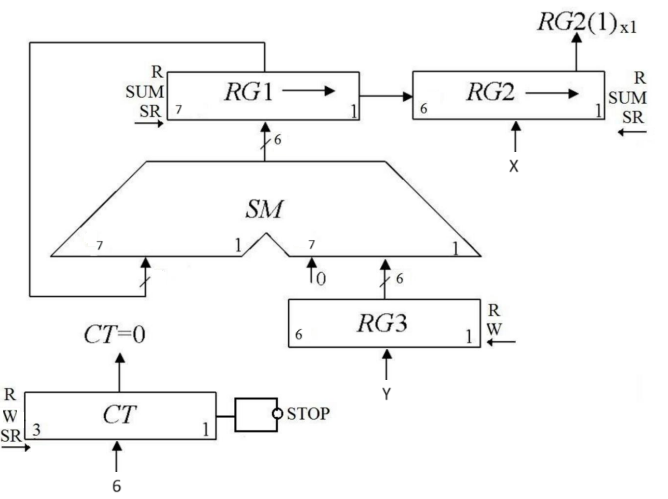 RG2(1)x1
R
SUM
SR
7
RG1
1
6
RG2
1
R
SUM
SR
6
X
SM
7
1
7
1
0
6
CT=0
6
RG3
1
R
W
Y
R
W
SR
3
CT
1
STOP
6